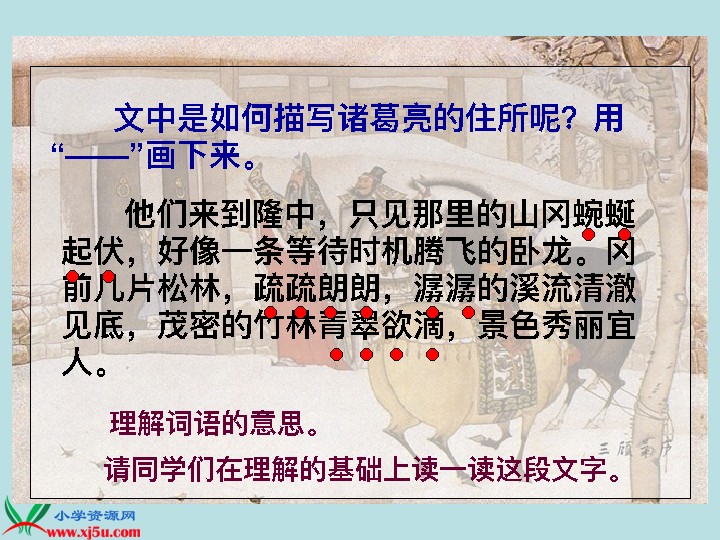 文中是如何描写诸葛亮的住所呢？用
“——”画下来。
他们来到隆中，只见那里的山冈蜿蜒
起伏，好像一条等待时机腾飞的卧龙。冈
前几片松林，疏疏朗朗，潺潺的溪流清澈
见底，茂密的竹林青翠欲滴，景色秀丽宜
人。
理解词语的意思。
请同学们在理解的基础上读一读这段文字。
三顾茅庐
小学资源网
www.xj5u.com